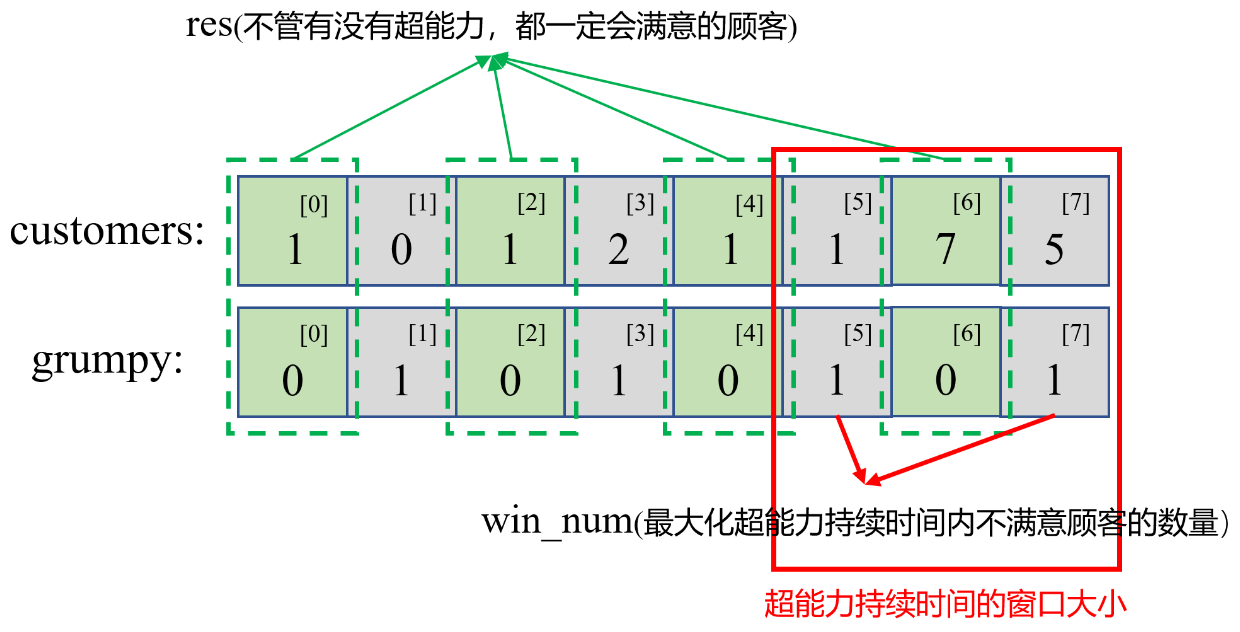 res(不管有没有超能力，都一定会满意的顾客)
customers:
[0] [1] [2] [3] [4] [5] [6] [7]
1 0 1 2 1 1 7 5
grumpy:
[0] [1] [2] [3] [4] [5] [6] [7]
0 1 0 1 0 1 0 1
win_num(最大化超能力持续时间内不满意顾客的数量）
超能力持续时间的窗口大小